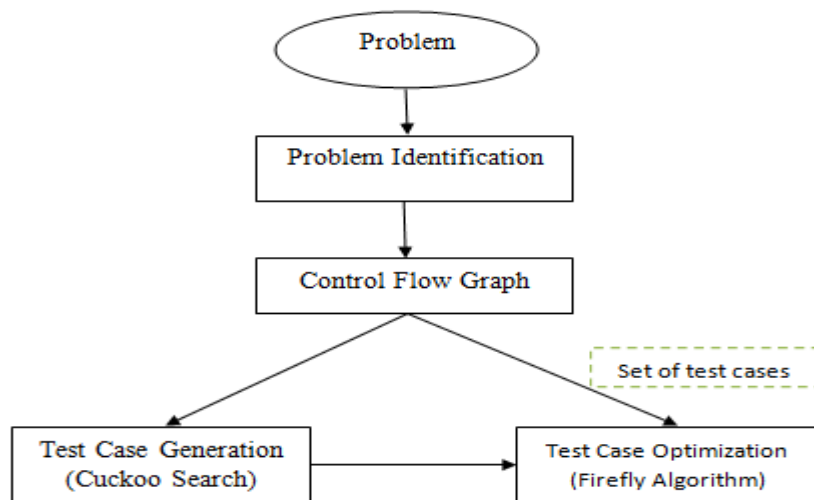 Problem
Problem Identification
Control Flow Graph
Set of test cases
Test Case Generation
(Cuckoo Search)
Test Case Optimization
(Firefly Algorithm)